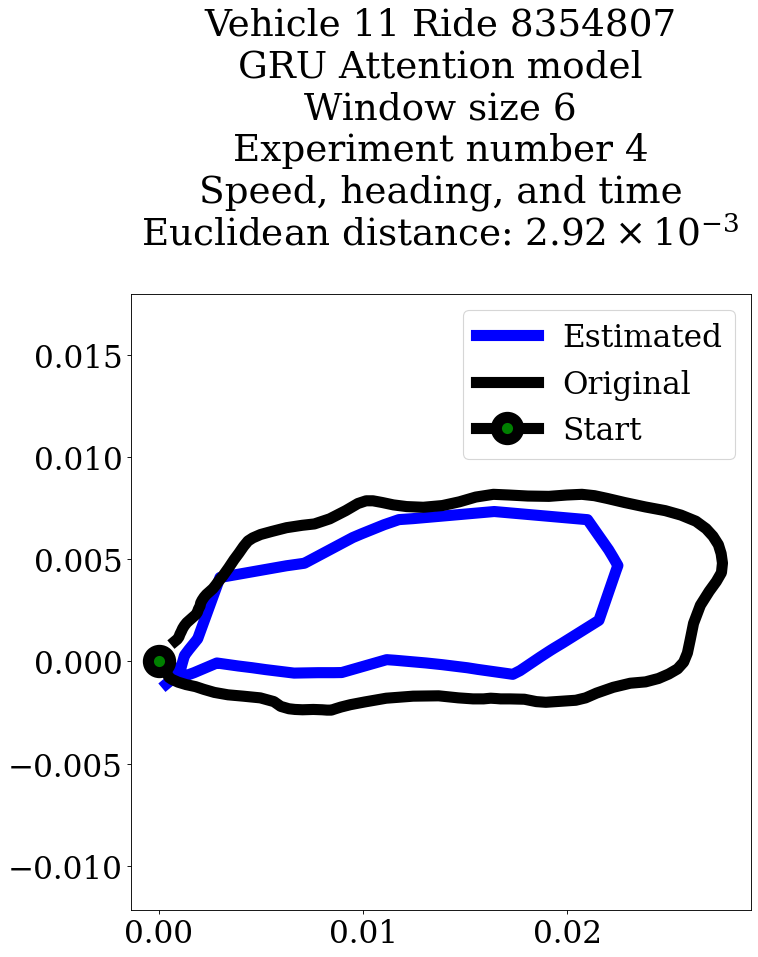 Vehicle 11 Ride 8354807
GRU Attention model
Window size 6
Experiment number 4
Speed, heading, and time
Euclidean distance: 2.92 × 10⁻³
Estimated
Original
Start
0.015
0.010
0.005
0.000
−0.005
−0.010
0.00 0.01 0.02